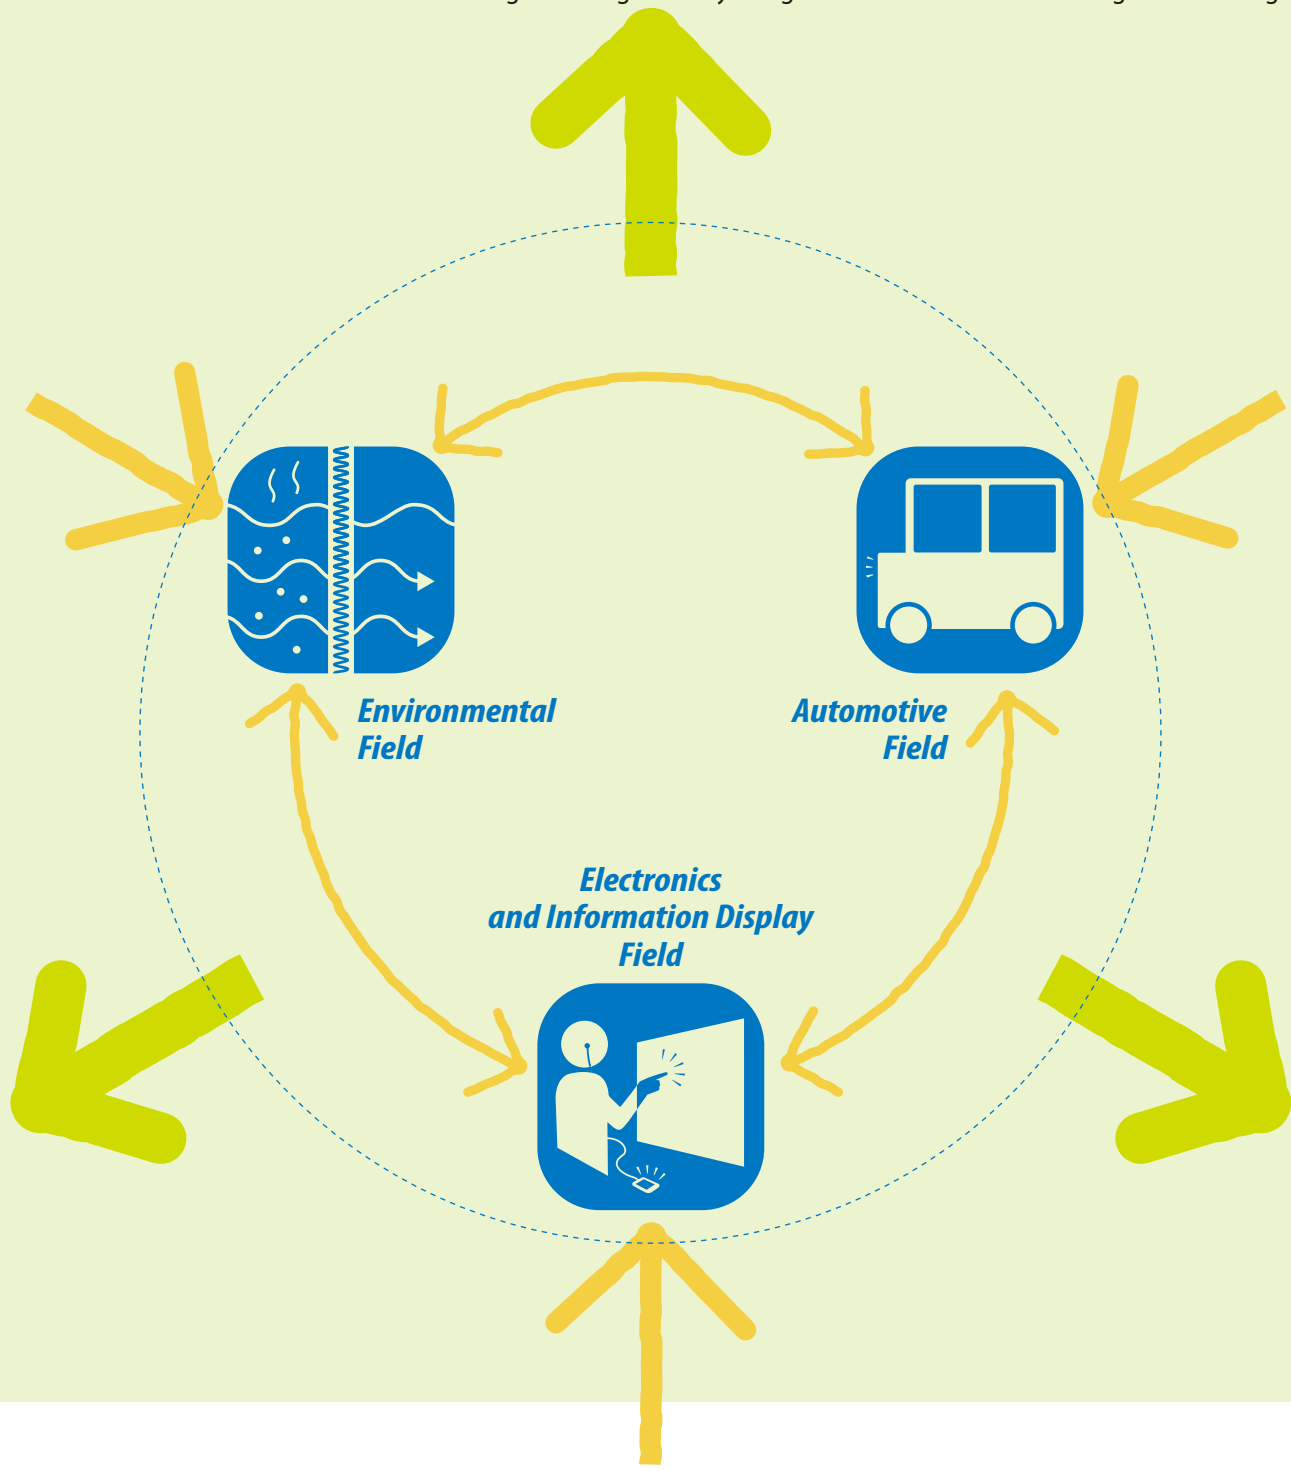 Environmental
Field
Automotive
Field
Electronics
and Information Display
Field